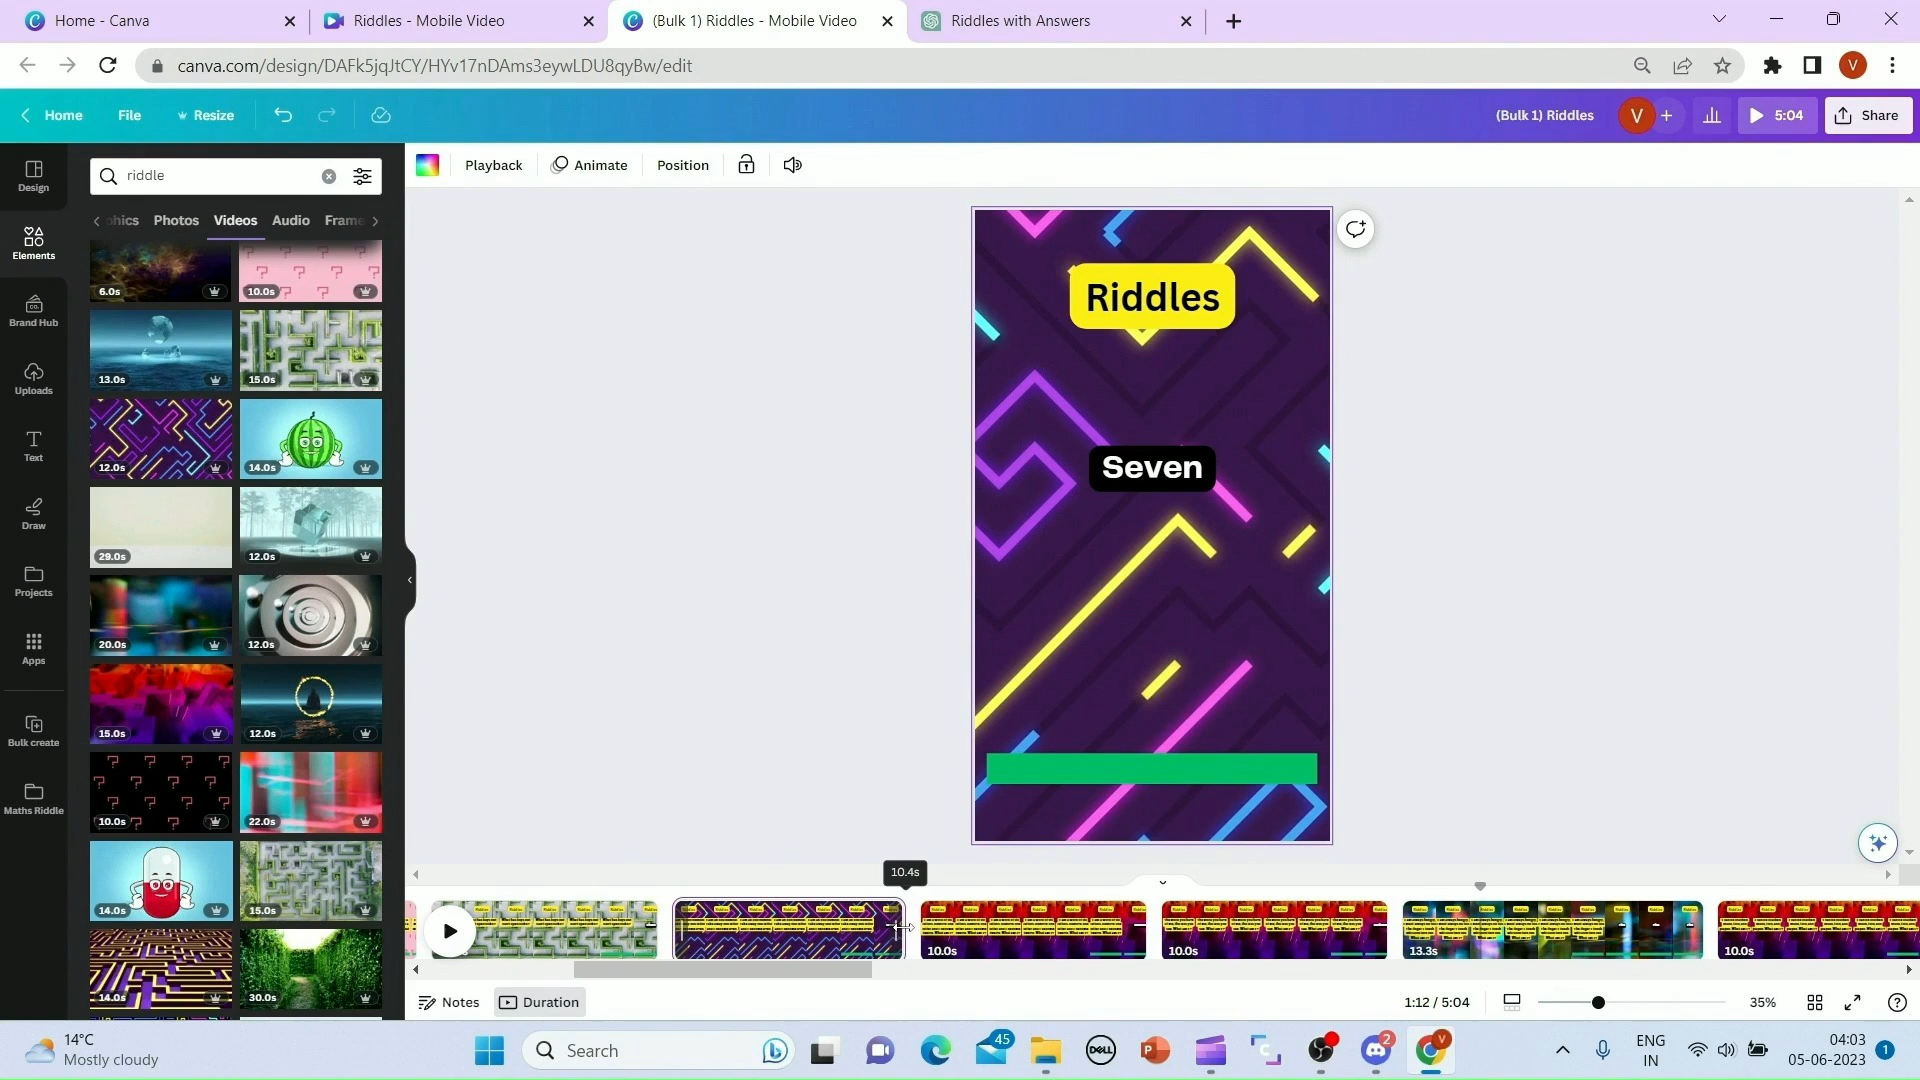 Home - Canva
Riddles - Mobile Video
(Bulk 1) Riddles - Mobile Video
Riddles with Answers
canva.com/design/DAFk5jqJtCY/HYv17nDAms3eywLDU8qyBw/edit
V
Home
File
Resize
(Bulk 1) Riddles
V
5:04
Share
Design
Elements
Brand Hub
Uploads
Text
Draw
Projects
Apps
Bulk create
Maths Riddle
riddle
Photos
Videos
Audio
Frame
6.0s
10.0s
13.0s
15.0s
12.0s
14.0s
29.0s
12.0s
20.0s
12.0s
15.0s
12.0s
10.0s
22.0s
14.0s
15.0s
14.0s
30.0s
Playback
Animate
Position
Riddles
Seven
10.4s
10.0s
10.0s
13.3s
10.0s
Notes
Duration
1:12 / 5:04
35%
14°C
Mostly cloudy
Search
45
DELL
2
V
ENG
IN
04:03
05-06-2023
1